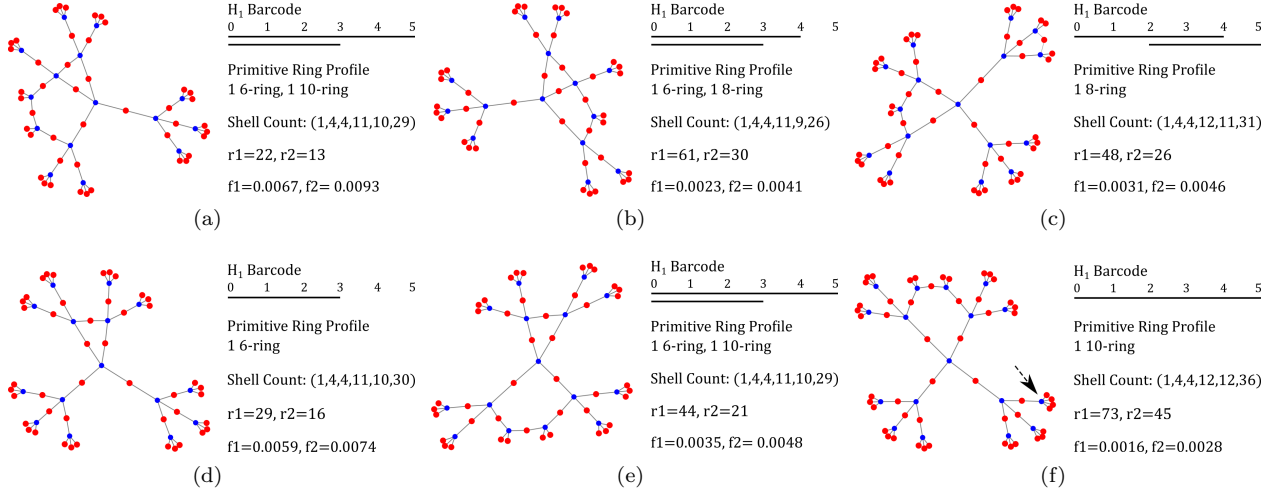 H1 Barcode
0 1 2 3 4 5
Primitive Ring Profile
1 6-ring, 1 10-ring
Shell Count: (1,4,4,11,10,29)
r1=22, r2=13
f1=0.0067, f2= 0.0093
(a)
H1 Barcode
0 1 2 3 4 5
Primitive Ring Profile
1 6-ring, 1 8-ring
Shell Count: (1,4,4,11,9,26)
r1=61, r2=30
f1=0.0023, f2= 0.0041
(b)
H1 Barcode
0 1 2 3 4 5
Primitive Ring Profile
1 8-ring
Shell Count: (1,4,4,12,11,31)
r1=48, r2=26
f1=0.0031, f2= 0.0046
(c)
H1 Barcode
0 1 2 3 4 5
Primitive Ring Profile
1 6-ring
Shell Count: (1,4,4,11,10,30)
r1=29, r2=16
f1=0.0059, f2=0.0074
(d)
H1 Barcode
0 1 2 3 4 5
Primitive Ring Profile
1 6-ring, 1 10-ring
Shell Count: (1,4,4,11,10,29)
r1=44, r2=21
f1=0.0035, f2= 0.0048
(e)
H1 Barcode
0 1 2 3 4 5
Primitive Ring Profile
1 10-ring
Shell Count: (1,4,4,12,12,36)
r1=73, r2=45
f1=0.0016, f2=0.0028
(f)